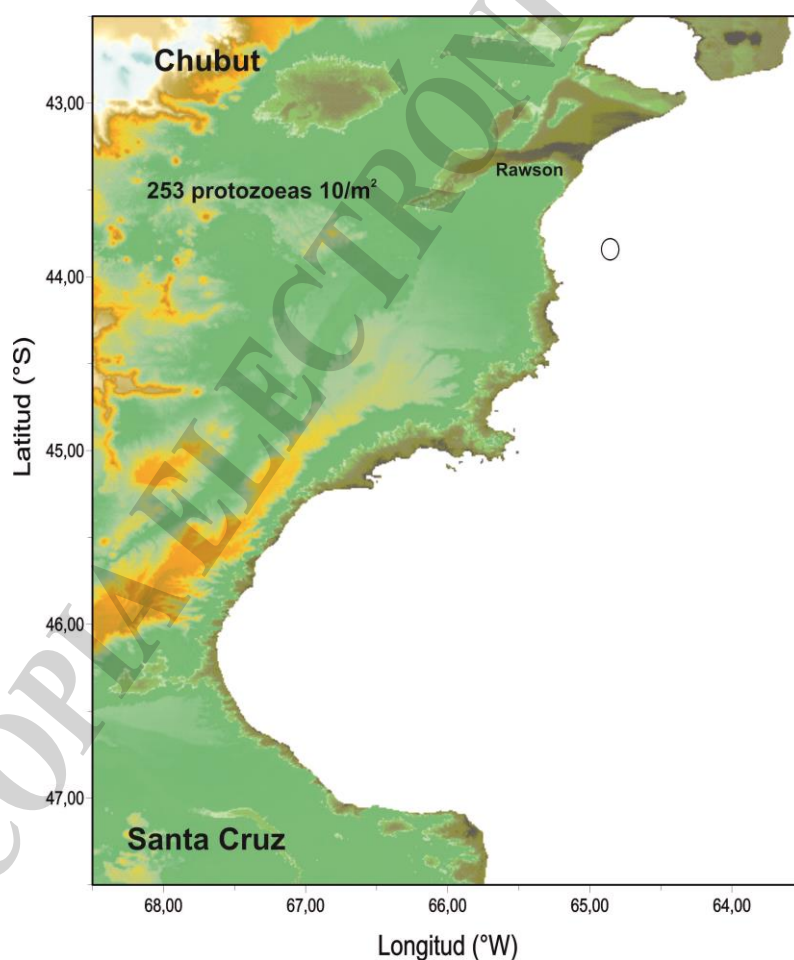 Chubut
43,00
Rawson
253 protozoeas 10/m²
44,00
Latitud (°S)
45,00
46,00
47,00
Santa Cruz
68,00 67,00 66,00 65,00 64,00
Longitud (°W)
COPIA ELECTRÓNI